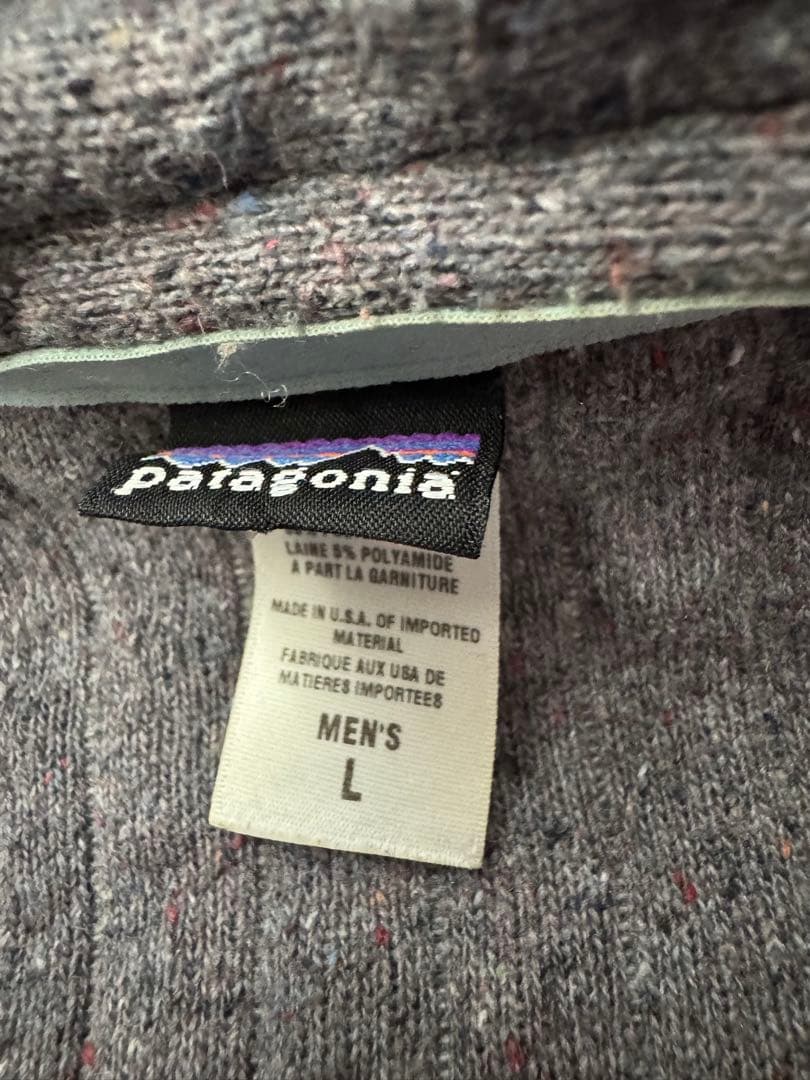 patagonia
LAINE 5% POLYAMIDE
A PART LA GARNITURE
MADE IN U.S.A. OF IMPORTED
MATERIAL
FABRIQUE AUX USA DE
MATIERES IMPORTEES
MEN'S
L